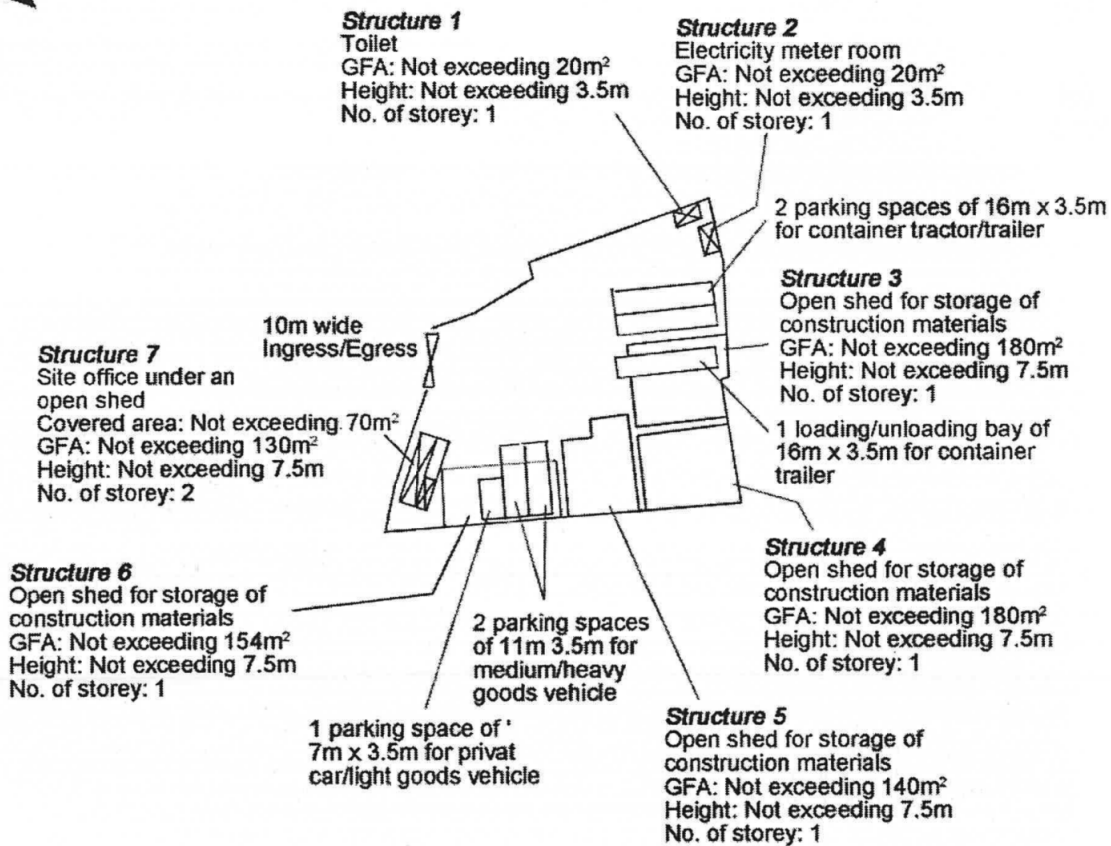 Structure 1
Toilet
GFA: Not exceeding 20m²
Height: Not exceeding 3.5m
No. of storey: 1
Structure 2
Electricity meter room
GFA: Not exceeding 20m²
Height: Not exceeding 3.5m
No. of storey: 1
2 parking spaces of 16m x 3.5m
for container tractor/trailer
Structure 3
Open shed for storage of
construction materials
GFA: Not exceeding 180m²
Height: Not exceeding 7.5m
No. of storey: 1
10m wide
Ingress/Egress
Structure 7
Site office under an
open shed
Covered area: Not exceeding 70m²
GFA: Not exceeding 130m²
Height: Not exceeding 7.5m
No. of storey: 2
1 loading/unloading bay of
16m x 3.5m for container
trailer
Structure 4
Open shed for storage of
construction materials
GFA: Not exceeding 180m²
Height: Not exceeding 7.5m
No. of storey: 1
Structure 6
Open shed for storage of
construction materials
GFA: Not exceeding 154m²
Height: Not exceeding 7.5m
No. of storey: 1
2 parking spaces
of 11m 3.5m for
medium/heavy
goods vehicle
1 parking space of '
7m x 3.5m for privat
car/light goods vehicle
Structure 5
Open shed for storage of
construction materials
GFA: Not exceeding 140m²
Height: Not exceeding 7.5m
No. of storey: 1